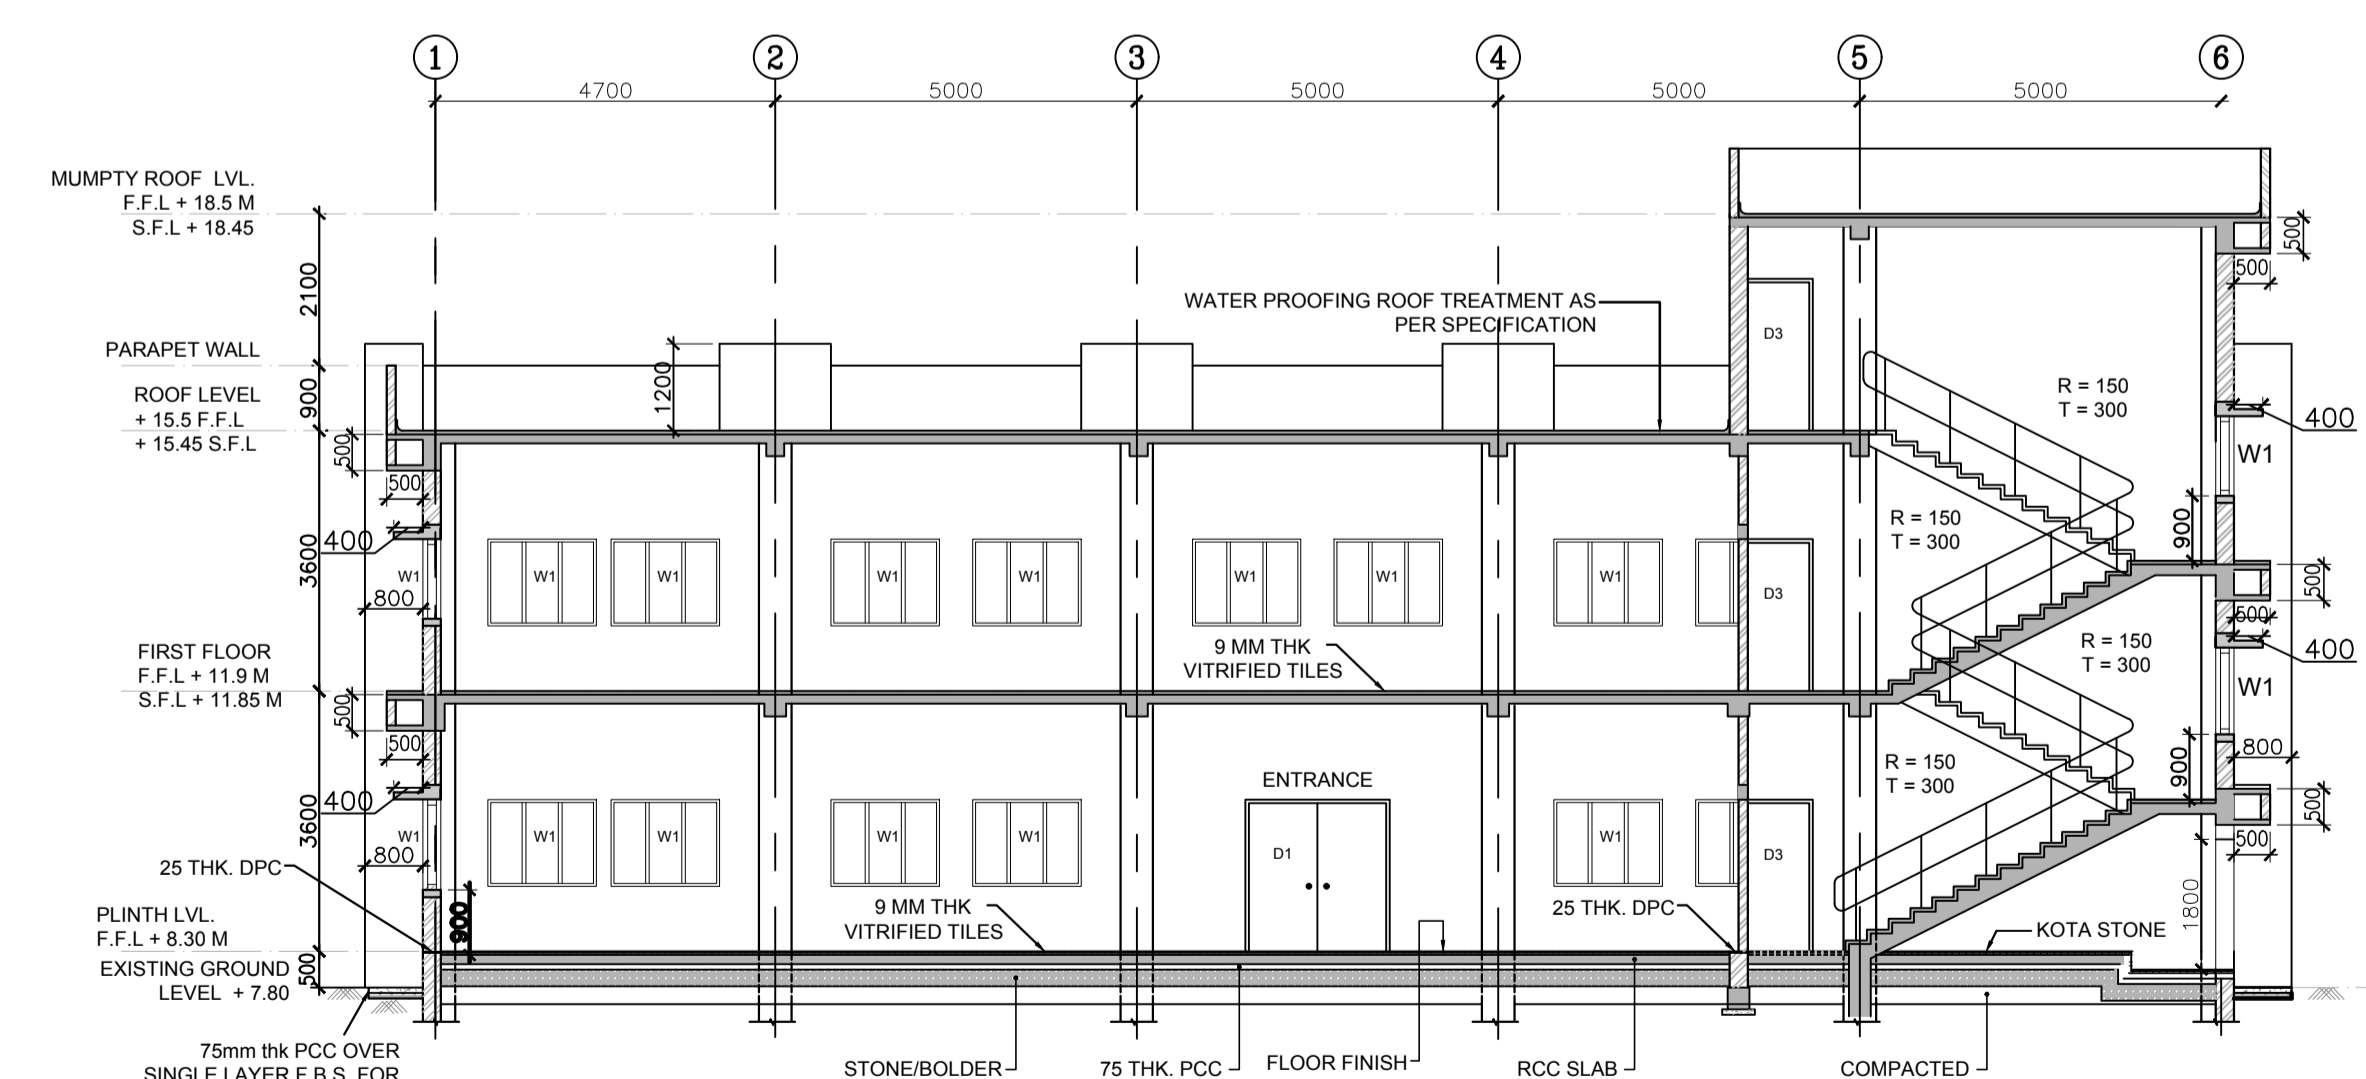 1 2 3 4 5 6
4700 5000 5000 5000 5000
MUMPTY ROOF LVL.
F.F.L + 18.5 M
S.F.L + 18.45
2100
500
500
WATER PROOFING ROOF TREATMENT AS
PER SPECIFICATION
D3
PARAPET WALL
900
1200
ROOF LEVEL
+ 15.5 F.F.L
+ 15.45 S.F.L
R = 150
T = 300
400
W1
500
500
400
3600
R = 150
T = 300
900
W1
800
W1 W1 W1 W1 W1 W1 W1
D3
500
500
400
W1
9 MM THK
VITRIFIED TILES
R = 150
T = 300
FIRST FLOOR
F.F.L + 11.9 M
S.F.L + 11.85 M
500
500
400
3600
ENTRANCE
R = 150
T = 300
900
800
500
500
W1
800
W1 W1 W1 W1 D1 W1 D3
25 THK. DPC
900
9 MM THK
VITRIFIED TILES
25 THK. DPC
1800
KOTA STONE
PLINTH LVL.
F.F.L + 8.30 M
500
EXISTING GROUND
LEVEL + 7.80
75mm thk PCC OVER
SINGLE LAYER F.B.S. FOR
STONE/BOLDER
75 THK. PCC
FLOOR FINISH
RCC SLAB
COMPACTED